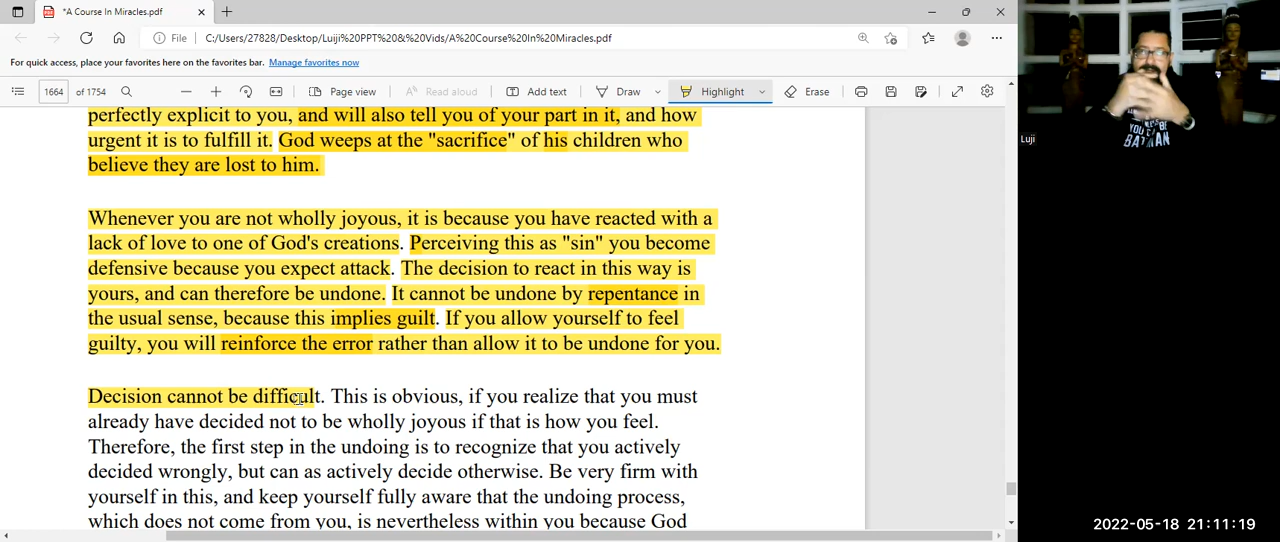 *A Course In Miracles.pdf
File C:/Users/27828/Desktop/Luiji%20PPT%20&%20Vids/A%20Course%20In%20Miracles.pdf
For quick access, place your favorites here on the favorites bar. Manage favorites now
1664 of 1754 Page view Read aloud Add text Draw Highlight Erase
perfectly explicit to you, and will also tell you of your part in it, and how
urgent it is to fulfill it. God weeps at the "sacrifice" of his children who
believe they are lost to him.
Whenever you are not wholly joyous, it is because you have reacted with a
lack of love to one of God's creations. Perceiving this as "sin" you become
defensive because you expect attack. The decision to react in this way is
yours, and can therefore be undone. It cannot be undone by repentance in
the usual sense, because this implies guilt. If you allow yourself to feel
guilty, you will reinforce the error rather than allow it to be undone for you.
Decision cannot be difficult. This is obvious, if you realize that you must
already have decided not to be wholly joyous if that is how you feel.
Therefore, the first step in the undoing is to recognize that you actively
decided wrongly, but can as actively decide otherwise. Be very firm with
yourself in this, and keep yourself fully aware that the undoing process,
which does not come from you, is nevertheless within you because God
YOU CAN BE
BATMAN
Luji
2022-05-18 21:11:19